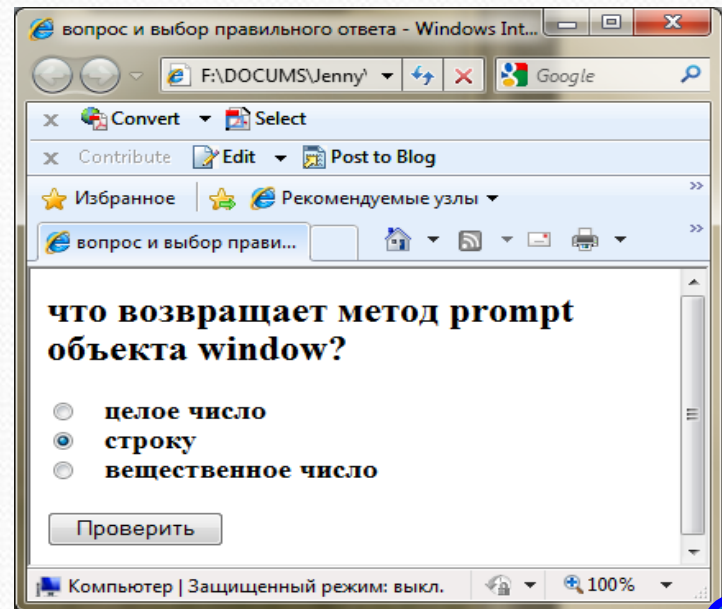 вопрос и выбор правильного ответа - Windows Int...
F:\DOCUMS\Jenny\
Google
x Convert Select
x Contribute Edit Post to Blog
Избранное Рекомендуемые узлы
вопрос и выбор прави...
что возвращает метод prompt
объекта window?
целое число
строку
вещественное число
Проверить
Компьютер | Защищенный режим: выкл. 100%